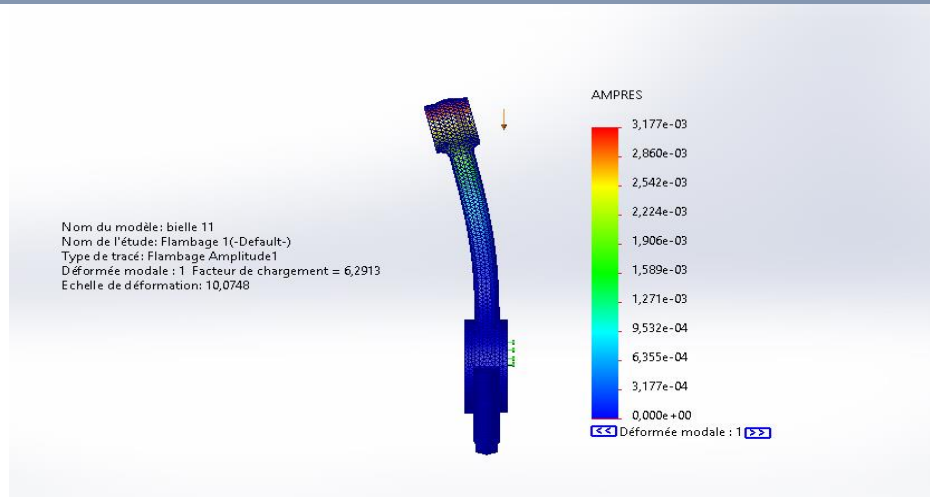 AMPRES
3,177e-03
2,860e-03
2,542e-03
2,224e-03
1,906e-03
1,589e-03
1,271e-03
9,532e-04
6,355e-04
3,177e-04
0,000e+00
<< Déformée modale : 1 >>
Nom du modèle: bielle 11
Nom de l'étude: Flambage 1(-Default-)
Type de tracé: Flambage Amplitude1
Déformée modale : 1 Facteur de chargement = 6,2913
Echelle de déformation: 10,0748